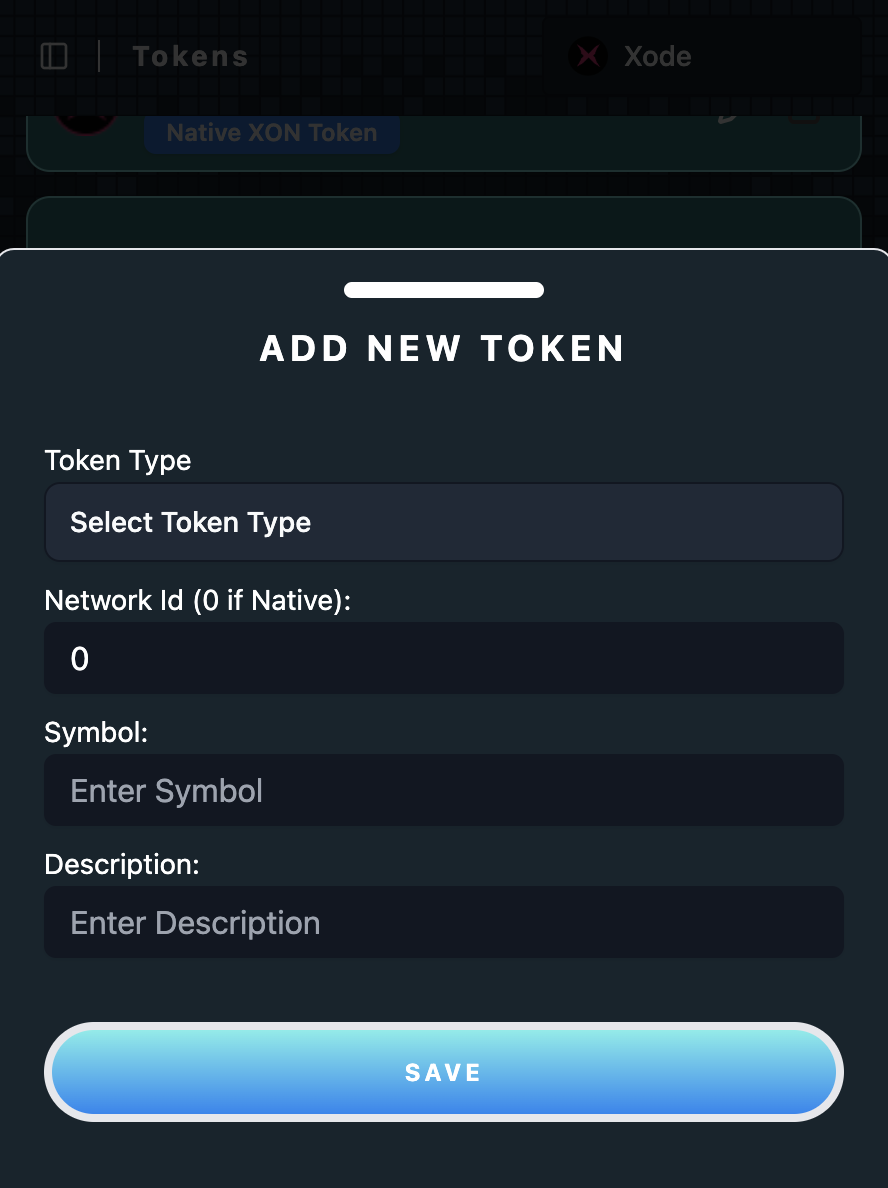 Tokens
Xode
Native XON Token
ADD NEW TOKEN
Token Type
Select Token Type
Network Id (0 if Native):
0
Symbol:
Enter Symbol
Description:
Enter Description
SAVE